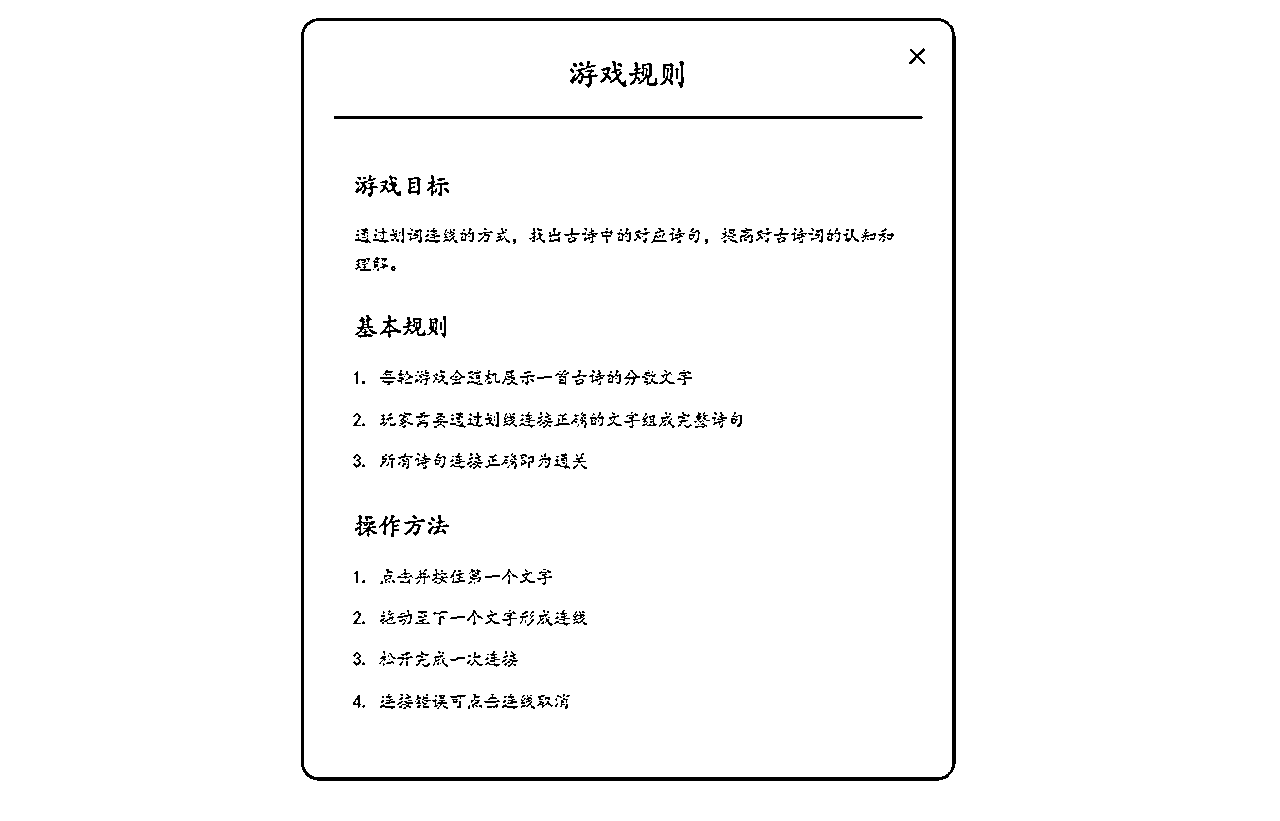 游戏规则
游戏目标
通过划词连线的方式，找出古诗中的对应诗句，提高对古诗词的认知和
理解。
基本规则
1. 每轮游戏会随机展示一首古诗的分散文字
2. 玩家需要通过划线连接正确的文字组成完整诗句
3. 所有诗句连接正确即为通关
操作方法
1. 点击并按住第一个文字
2. 拖动至下一个文字形成连线
3. 松开完成一次连接
4. 连接错误可点击连线取消